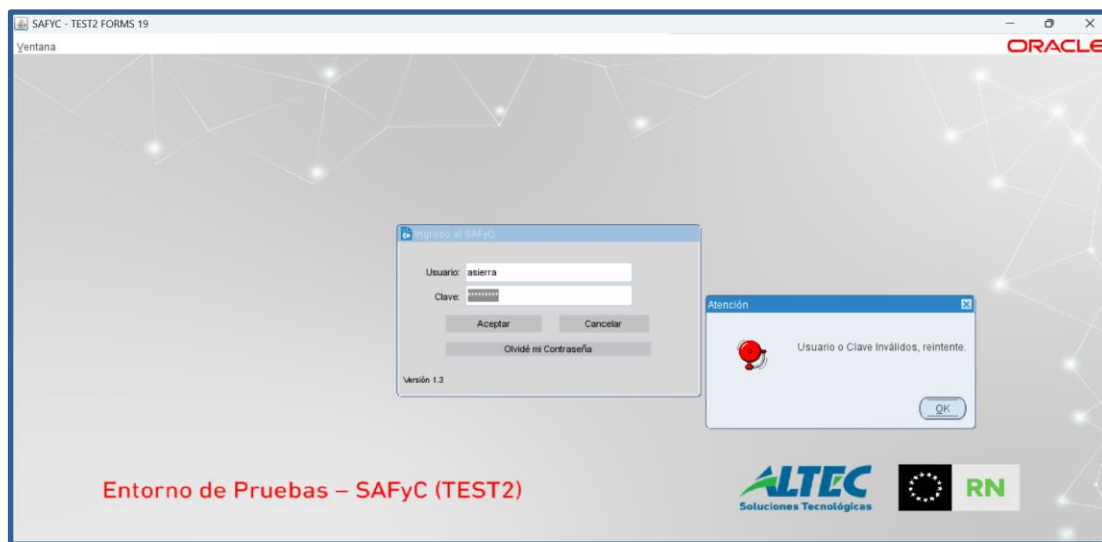 SAFYC - TEST2 FORMS 19
Ventana
ORACLE
Ingreso al SAFyC
Usuario: asierra
Clave: *********
Aceptar Cancelar
Olvidé mi Contraseña
Versión 1.3
Atención
Usuario o Clave Inválidos, reintente.
OK
Entorno de Pruebas – SAFyC (TEST2)
ALTEC
Soluciones Tecnológicas
RN